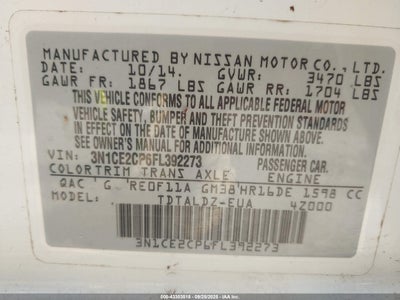 MANUFACTURED BY NISSAN MOTOR CO., LTD.
DATE: 10/14. GVWR: 3470 LBS
GAWR FR: 1867 LBS GAWR RR: 1704 LBS
THIS VEHICLE CONFORMS TO ALL APPLICABLE FEDERAL MOTOR
VEHICLE SAFETY, BUMPER AND THEFT PREVENTION STANDARDS
IN EFFECT ON THE DATE OF MANUFACTURE SHOWN ABOVE.
SEE OWNER'S MANUAL FOR ADDITIONAL INFORMATION.
VIN: 3N1CE2CP6FL392273 PASSENGER CAR.
COLOR TRIM TRANS AXLE ENGINE
QAC 'G 'RE0F11A GM38'HR16DE 1598 CC
MODEL: TDTALDZ-EUA 4Z000
3N1CE2CP6FL392273